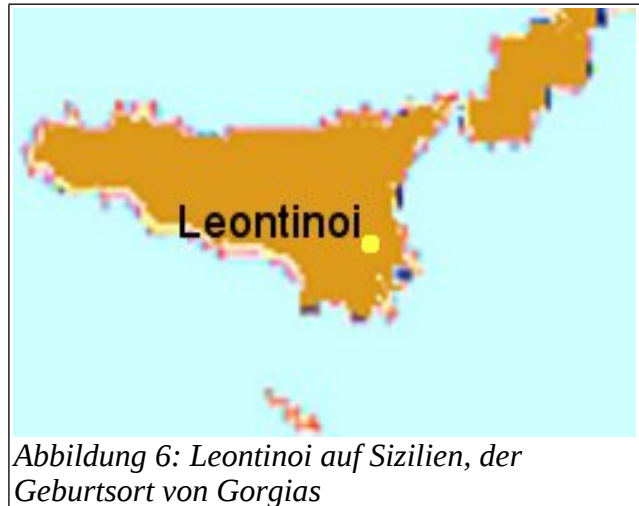 Leontinoi
Abbildung 6: Leontinoi auf Sizilien, der
Geburtsort von Gorgias